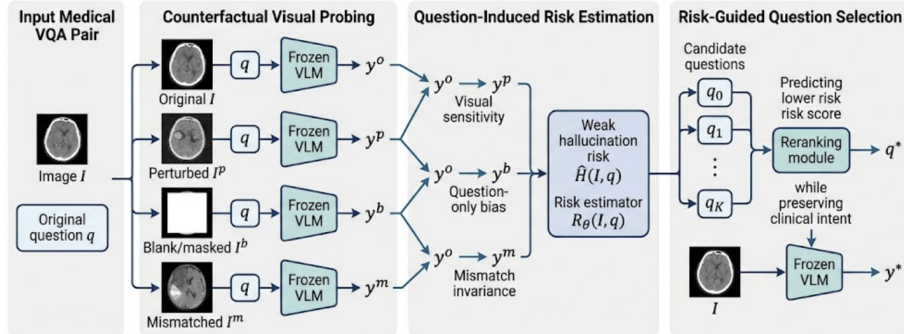 Input Medical
VQA Pair
Image I
Original
question q
Counterfactual Visual Probing
Original I
q
Frozen
VLM
y^o
Perturbed I^p
q
Frozen
VLM
y^p
Blank/masked I^b
q
Frozen
VLM
y^b
Mismatched I^m
q
Frozen
VLM
y^m
Question-Induced Risk Estimation
y^o → y^p
Visual
sensitivity
y^o → y^b
Question-
only bias
y^o → y^m
Mismatch
invariance
Weak
hallucination
risk
Ĥ(I, q)
Risk estimator
R_θ(I, q)
Risk-Guided Question Selection
Candidate
questions
q_0
q_1
⋮
q_K
Predicting
lower risk
risk score
Reranking
module
q*
while
preserving
clinical intent
I
Frozen
VLM
y*